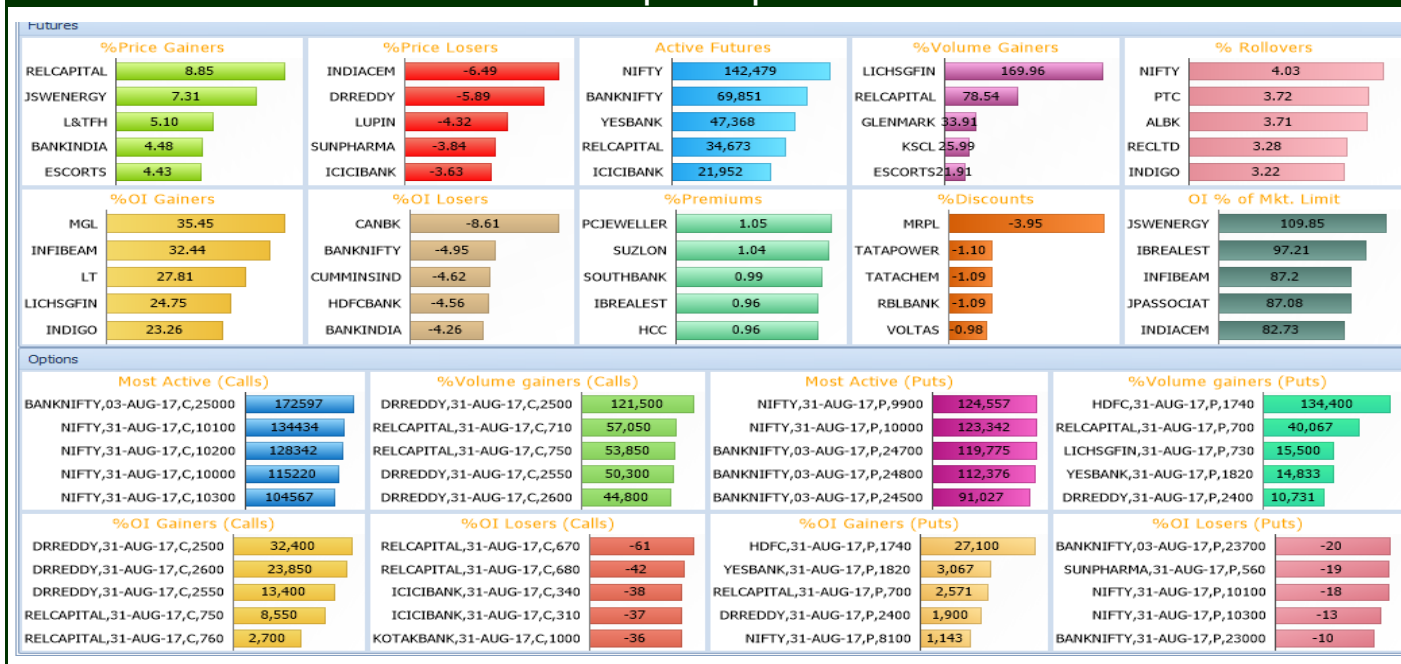 Futures
%Price Gainers
RELCAPITAL 8.85
JSWENERGY 7.31
L&TFH 5.10
BANKINDIA 4.48
ESCORTS 4.43
%Price Losers
INDIACEM -6.49
DRREDDY -5.89
LUPIN -4.32
SUNPHARMA -3.84
ICICIBANK -3.63
Active Futures
NIFTY 142,479
BANKNIFTY 69,851
YESBANK 47,368
RELCAPITAL 34,673
ICICIBANK 21,952
%Volume Gainers
LICHSGFIN 169.96
RELCAPITAL 78.54
GLENMARK 33.91
KSCL 25.99
ESCORTS 21.91
% Rollovers
NIFTY 4.03
PTC 3.72
ALBK 3.71
RECLTD 3.28
INDIGO 3.22
%OI Gainers
MGL 35.45
INFIBEAM 32.44
LT 27.81
LICHSGFIN 24.75
INDIGO 23.26
%OI Losers
CANBK -8.61
BANKNIFTY -4.95
CUMMINSIND -4.62
HDFCBANK -4.56
BANKINDIA -4.26
%Premiums
PCJEWELLER 1.05
SUZLON 1.04
SOUTHBANK 0.99
IBREALEST 0.96
HCC 0.96
%Discounts
MRPL -3.95
TATAPOWER -1.10
TATACHEM -1.09
RBLBANK -1.09
VOLTAS -0.98
OI % of Mkt. Limit
JSWENERGY 109.85
IBREALEST 97.21
INFIBEAM 87.2
JPASSOCIAT 87.08
INDIACEM 82.73
Options
Most Active (Calls)
BANKNIFTY,03-AUG-17,C,25000 172597
NIFTY,31-AUG-17,C,10100 134434
NIFTY,31-AUG-17,C,10200 128342
NIFTY,31-AUG-17,C,10000 115220
NIFTY,31-AUG-17,C,10300 104567
%Volume gainers (Calls)
DRREDDY,31-AUG-17,C,2500 121,500
RELCAPITAL,31-AUG-17,C,710 57,050
RELCAPITAL,31-AUG-17,C,750 53,850
DRREDDY,31-AUG-17,C,2550 50,300
DRREDDY,31-AUG-17,C,2600 44,800
Most Active (Puts)
NIFTY,31-AUG-17,P,9900 124,557
NIFTY,31-AUG-17,P,10000 123,342
BANKNIFTY,03-AUG-17,P,24700 119,775
BANKNIFTY,03-AUG-17,P,24800 112,376
BANKNIFTY,03-AUG-17,P,24500 91,027
%Volume gainers (Puts)
HDFC,31-AUG-17,P,1740 134,400
RELCAPITAL,31-AUG-17,P,700 40,067
LICHSGFIN,31-AUG-17,P,730 15,500
YESBANK,31-AUG-17,P,1820 14,833
DRREDDY,31-AUG-17,P,2400 10,731
%OI Gainers (Calls)
DRREDDY,31-AUG-17,C,2500 32,400
DRREDDY,31-AUG-17,C,2600 23,850
DRREDDY,31-AUG-17,C,2550 13,400
RELCAPITAL,31-AUG-17,C,750 8,550
RELCAPITAL,31-AUG-17,C,760 2,700
%OI Losers (Calls)
RELCAPITAL,31-AUG-17,C,670 -61
RELCAPITAL,31-AUG-17,C,680 -42
ICICIBANK,31-AUG-17,C,340 -38
ICICIBANK,31-AUG-17,C,310 -37
KOTAKBANK,31-AUG-17,C,1000 -36
%OI Gainers (Puts)
HDFC,31-AUG-17,P,1740 27,100
YESBANK,31-AUG-17,P,1820 3,067
RELCAPITAL,31-AUG-17,P,700 2,571
DRREDDY,31-AUG-17,P,2400 1,900
NIFTY,31-AUG-17,P,8100 1,143
%OI Losers (Puts)
BANKNIFTY,03-AUG-17,P,23700 -20
SUNPHARMA,31-AUG-17,P,560 -19
NIFTY,31-AUG-17,P,10100 -18
NIFTY,31-AUG-17,P,10300 -13
BANKNIFTY,03-AUG-17,P,23000 -10